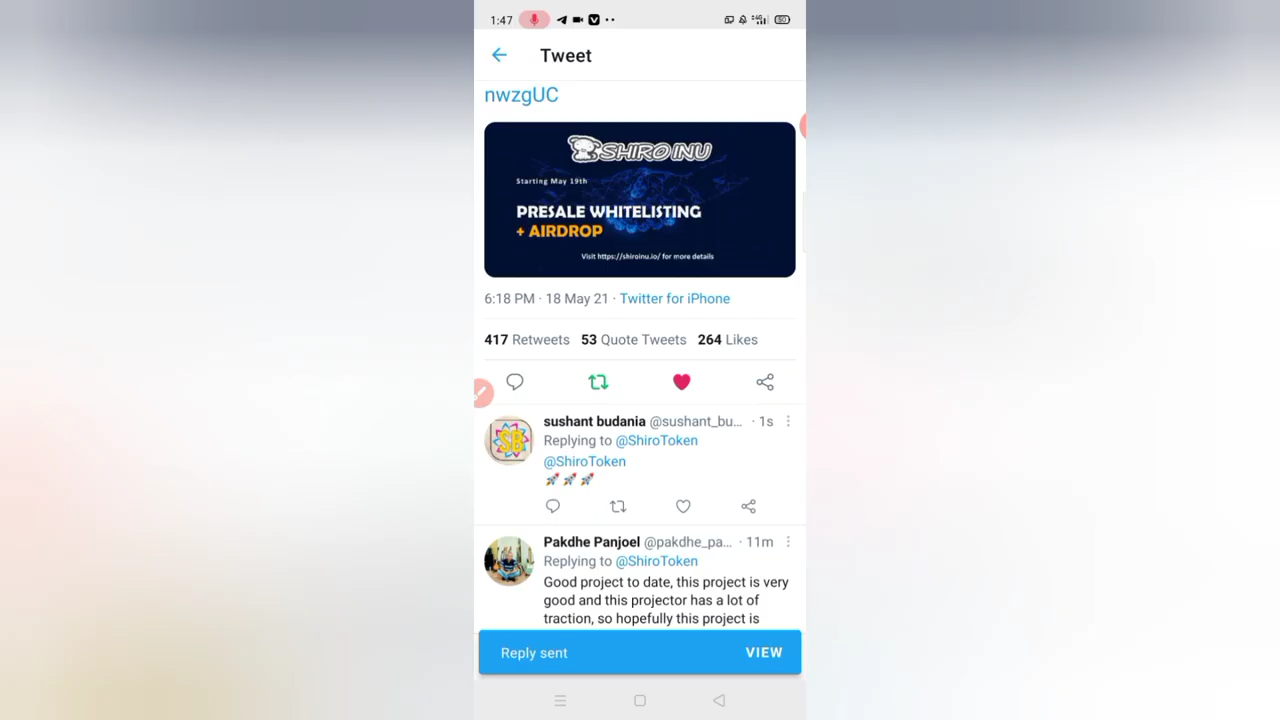 1:47
Tweet
nwzgUC
SHIRO INU
Starting May 19th
PRESALE WHITELISTING
+ AIRDROP
Visit https://shiroinu.io/ for more details
6:18 PM · 18 May 21 · Twitter for iPhone
417 Retweets 53 Quote Tweets 264 Likes
sushant budania @sushant_bu... · 1s
Replying to @ShiroToken
@ShiroToken
🚀🚀🚀
Pakdhe Panjoel @pakdhe_pa... · 11m
Replying to @ShiroToken
Good project to date, this project is very
good and this projector has a lot of
traction, so hopefully this project is
Reply sent VIEW